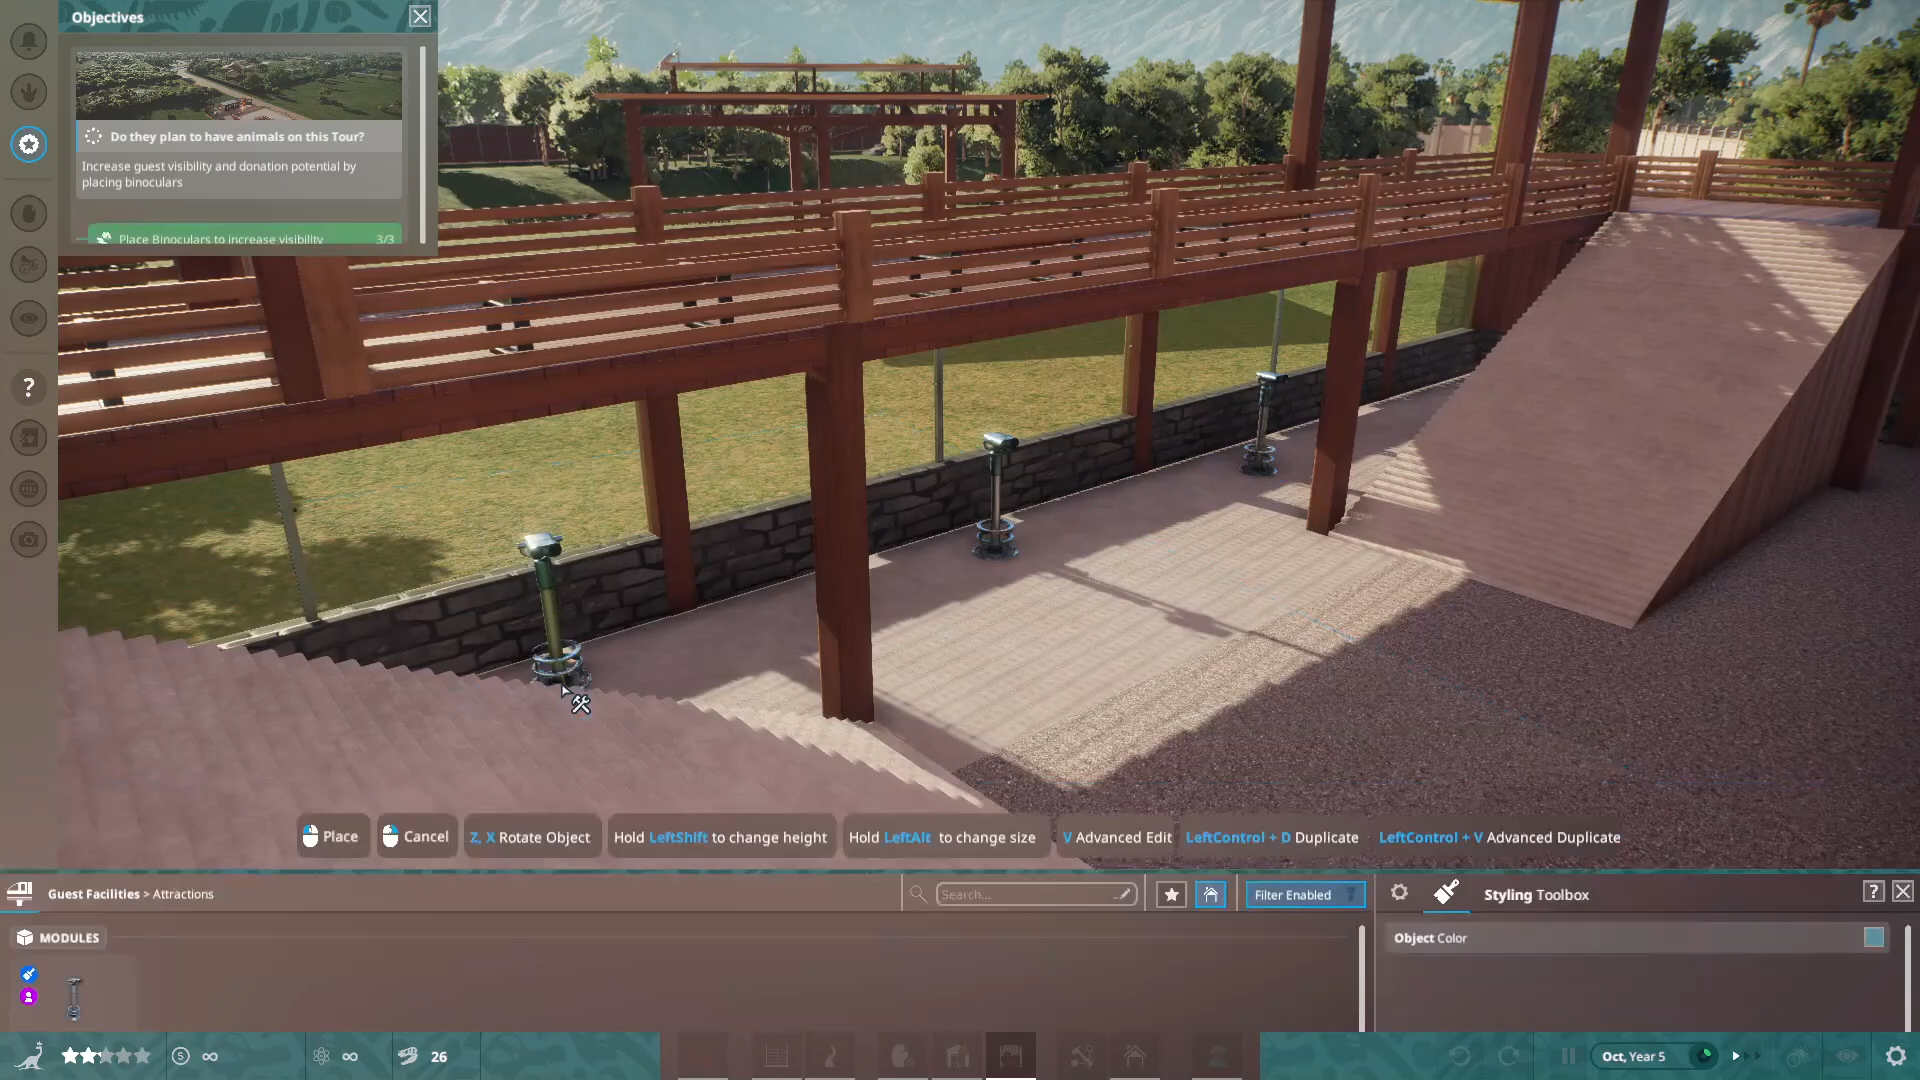 Objectives
Do they plan to have animals on this Tour?
Increase guest visibility and donation potential by
placing binoculars
Place Binoculars to increase visibility 3/3
?
Place
Cancel
Z, X Rotate Object
Hold LeftShift to change height
Hold LeftAlt to change size
V Advanced Edit
LeftControl + D Duplicate
LeftControl + V Advanced Duplicate
Guest Facilities > Attractions
Search...
Filter Enabled
Styling Toolbox
?
MODULES
Object Color
∞
∞
26
Oct, Year 5